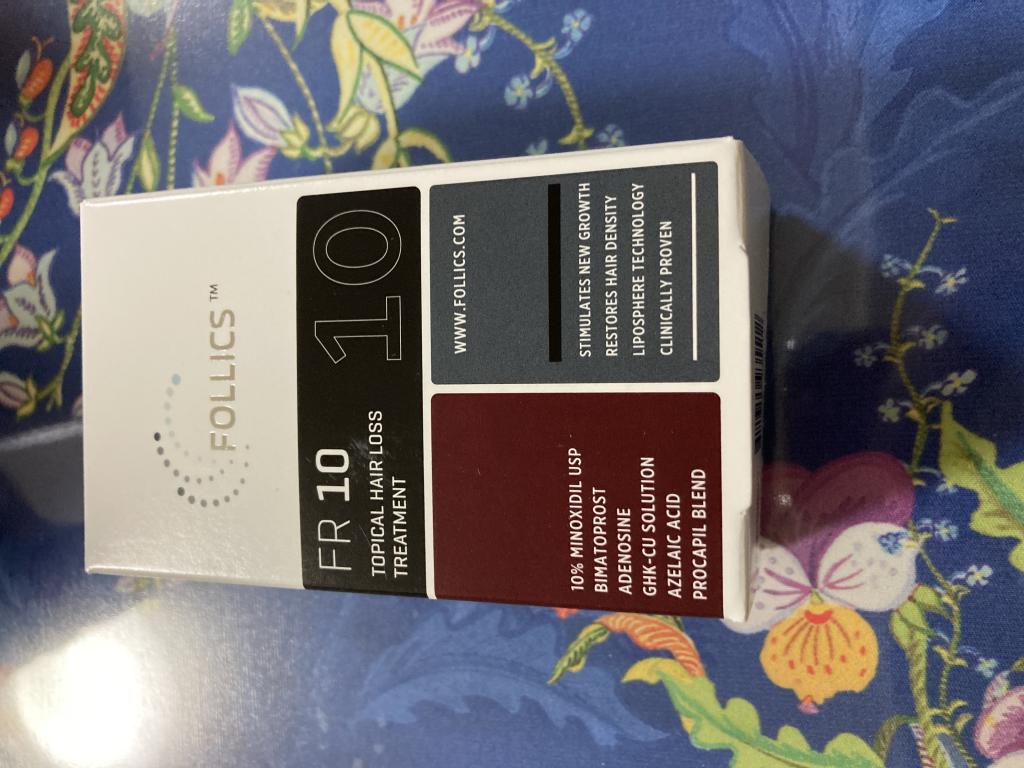 FOLLICS™
FR 10
TOPICAL HAIR LOSS
TREATMENT
10
10% MINOXIDIL USP
BIMATOPROST
ADENOSINE
GHK-CU SOLUTION
AZELAIC ACID
PROCAPIL BLEND
WWW.FOLLICS.COM
STIMULATES NEW GROWTH
RESTORES HAIR DENSITY
LIPOSPHERE TECHNOLOGY
CLINICALLY PROVEN